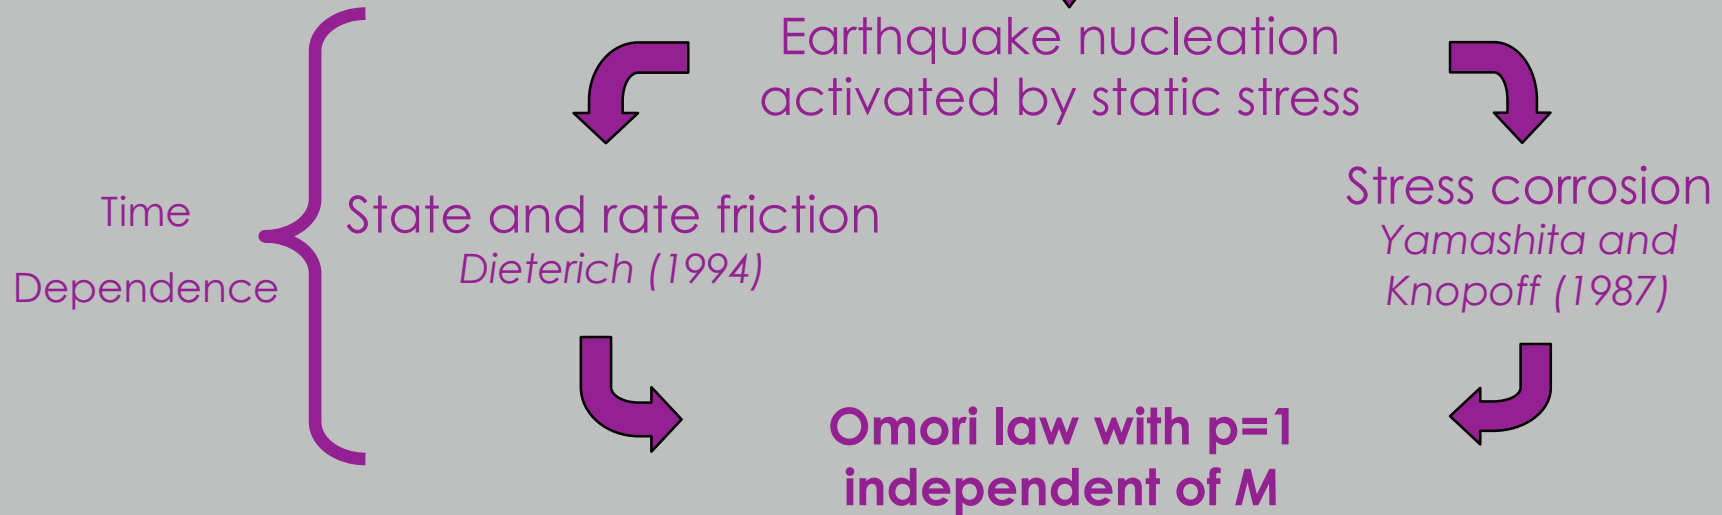 Earthquake nucleation
activated by static stress
Time
Dependence
State and rate friction
Dieterich (1994)
Stress corrosion
Yamashita and
Knopoff (1987)
Omori law with p=1
independent of M